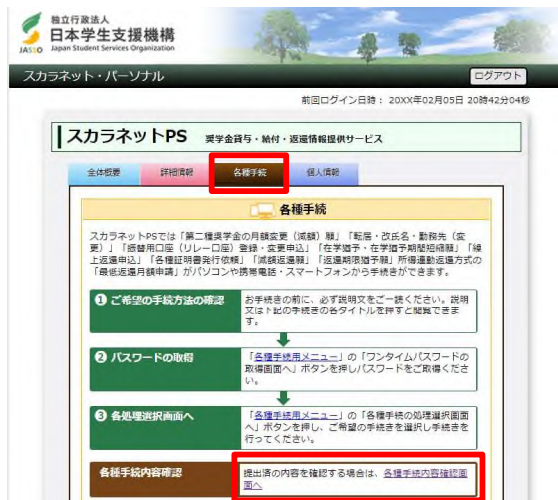 独立行政法人
日本学生支援機構
JASSO Japan Student Services Organization
スカラネット・パーソナル
ログアウト
前回ログイン日時： 20XX年02月05日 20時42分04秒
スカラネットPS 奨学金貸与・給付・返還情報提供サービス
全体概要 詳細情報 各種手続 個人情報
各種手続
スカラネットPSでは「第二種奨学金の月額変更（減額）願」「転居・改氏名・勤務先（変
更）」「振替用口座（リレー口座）登録・変更申込」「在学猶予・在学猶予期間短縮願」「繰
上返還申込」「各種証明書発行依頼」「減額返還願」「返還期限猶予願」所得連動返還方式の
「最低返還月額申請」がパソコンや携帯電話・スマートフォンから手続きができます。
❶ ご希望の手続方法の確認
お手続きの前に、必ず説明文をご一読ください。説明
文は下記の手続きの各タイトルを押すと閲覧できま
す。
❷ パスワードの取得
「各種手続用メニュー」の「ワンタイムパスワードの
取得画面へ」ボタンを押しパスワードをご取得くださ
い。
❸ 各処理選択画面へ
「各種手続用メニュー」の「各種手続の処理選択画面
へ」ボタンを押し、ご希望の手続きを選択し手続きを
行ってください。
各種手続内容確認
提出済の内容を確認する場合は、各種手続内容確認画
面へ